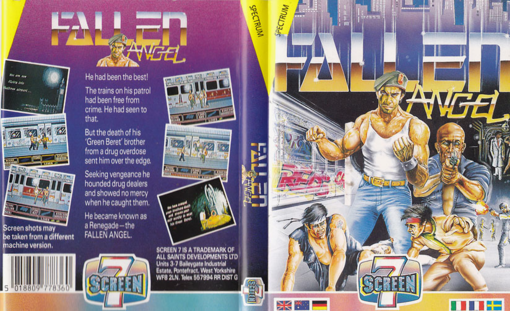 FALLEN
ANGEL
He had been the best!
The trains on his patrol
had been free from
crime. He had seen to
that.
But the death of his
'Green Beret' brother
from a drug overdose
sent him over the edge.
Seeking vengeance he
hounded drug dealers
and showed no mercy
when he caught them.
He became known as
a Renegade – the
FALLEN ANGEL.
Screen shots may
be taken from a different
machine version.
5 018809 778360
SCREEN 7 IS A TRADEMARK OF
ALL SAINTS DEVELOPMENTS LTD
Units 3-7 Baileygate Industrial
Estate, Pontefract, West Yorkshire
WF8 2LN. Telex 557994 RR DIST G
7
SCREEN
SPECTRUM
FALLEN
ANGEL
SPECTRUM
FALLEN
ANGEL
7
SCREEN